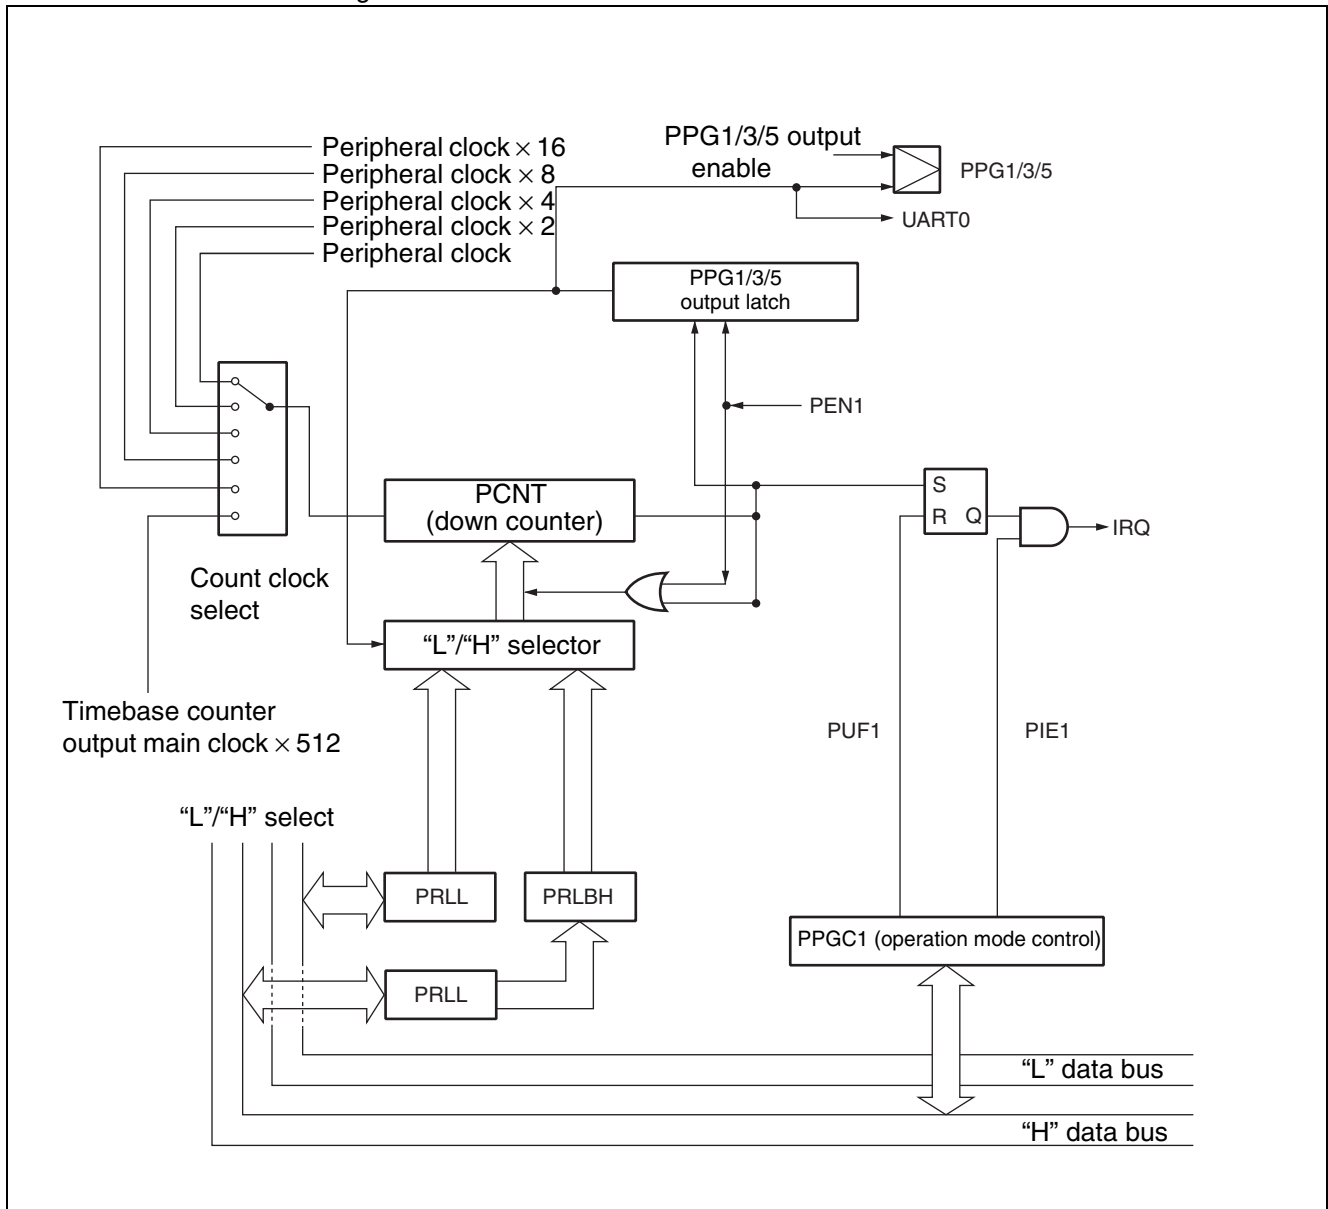 Peripheral clock × 16
Peripheral clock × 8
Peripheral clock × 4
Peripheral clock × 2
Peripheral clock
PPG1/3/5 output
enable
PPG1/3/5
UART0
PPG1/3/5
output latch
PEN1
PCNT
(down counter)
S
R Q
IRQ
Count clock
select
“L”/“H” selector
Timebase counter
output main clock × 512
PUF1
PIE1
“L”/“H” select
PRLL
PRLBH
PPGC1 (operation mode control)
PRLL
“L” data bus
“H” data bus